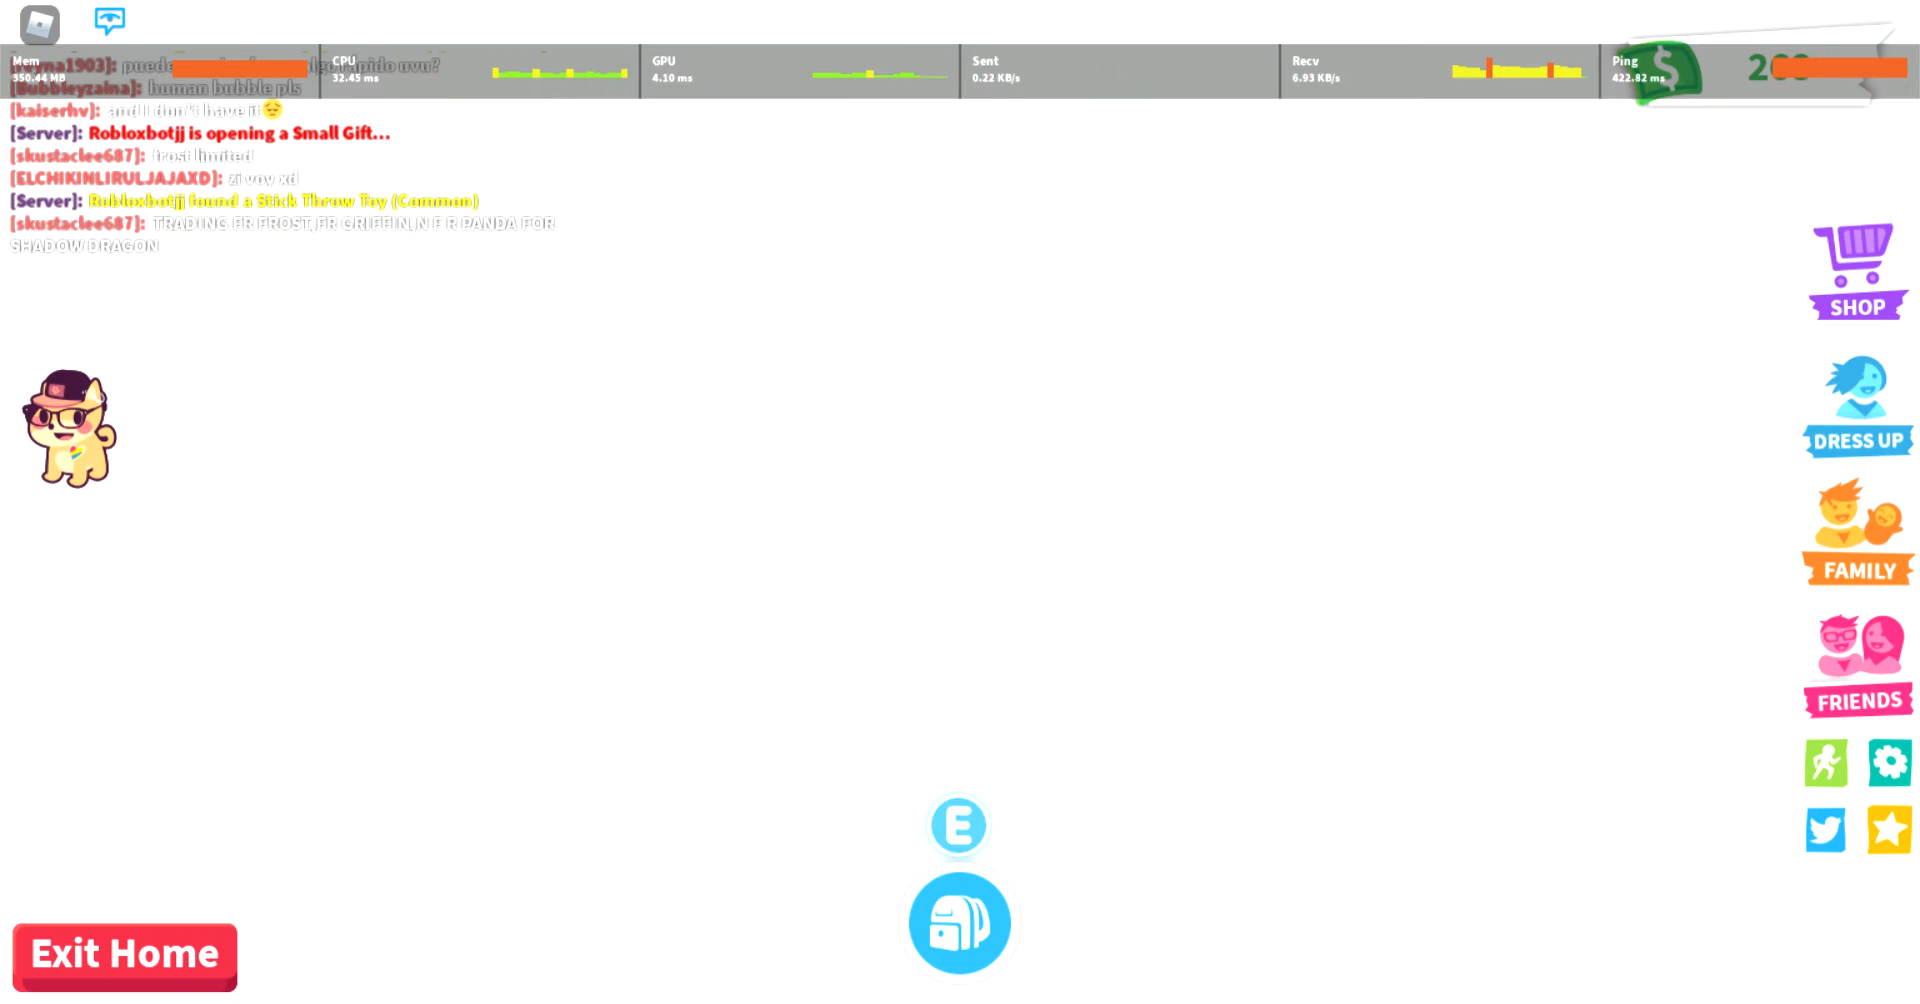 Mem
350.44 MB
CPU
32.45 ms
GPU
4.10 ms
Sent
0.22 KB/s
Recv
6.93 KB/s
Ping
422.82 ms
[Bubbleyzaina]: human bubble pls
[kaiserhv]: and I don't have it😔
[Server]: Robloxbotjj is opening a Small Gift...
[skustaclee687]: frost limited
[ELCHIKINLIRULJAJAXD]: zi voy xd
[Server]: Robloxbotjj found a Stick Throw Toy (Common)
[skustaclee687]: TRADING FR FROST,FR GRIFFIN,N F R PANDA FOR
SHADOW DRAGON
SHOP
DRESS UP
FAMILY
FRIENDS
E
Exit Home